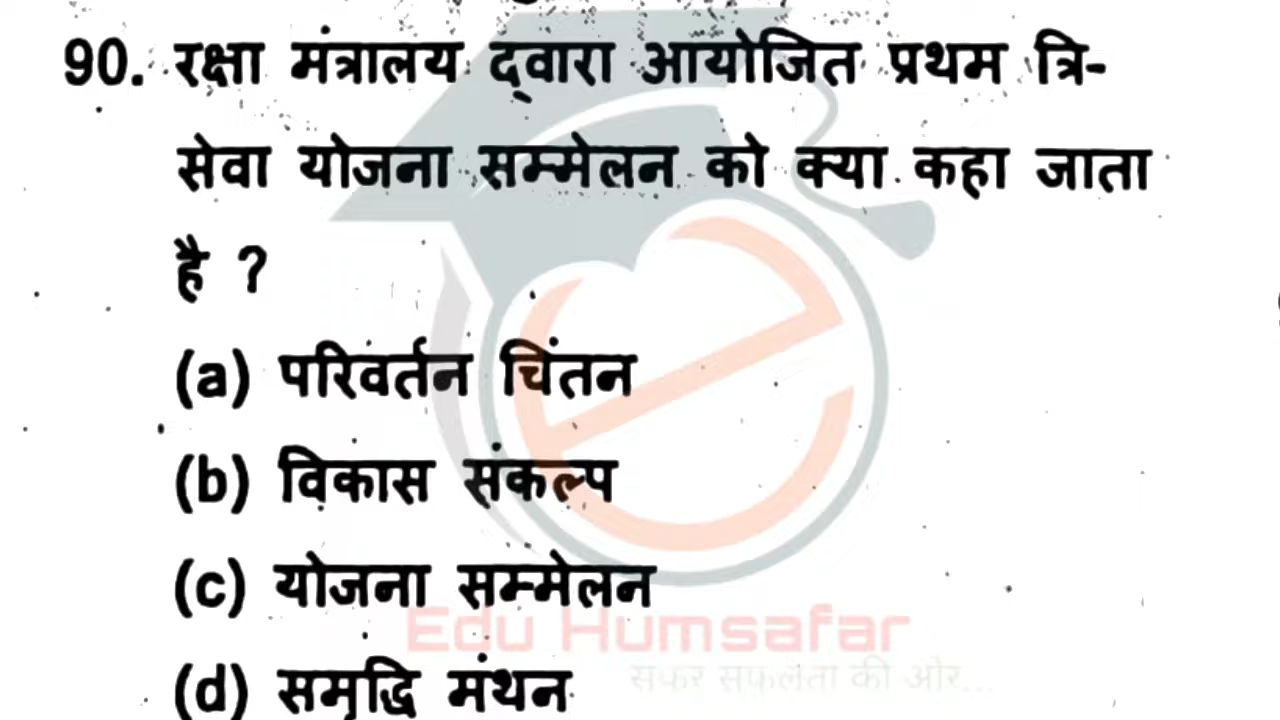 90. रक्षा मंत्रालय द्वारा आयोजित प्रथम त्रि-
सेवा योजना सम्मेलन को क्या कहा जाता
है ?
(a) परिवर्तन चिंतन
(b) विकास संकल्प
(c) योजना सम्मेलन
Edu Humsafar
सफर सफलता की ओर...
(d) समृद्धि मंथन